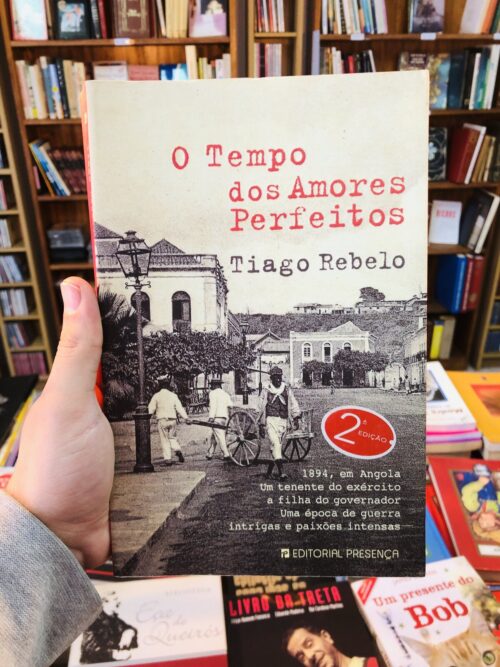 O Tempo
dos Amores
Perfeitos
Tiago Rebelo
2ª
EDIÇÃO
1894, em Angola
Um tenente do exército
a filha do governador
Uma época de guerra
intrigas e paixões intensas
EDITORIAL PRESENÇA
Eça de
Queirós
LIVRO DA TRETA
Um presente do
Bob